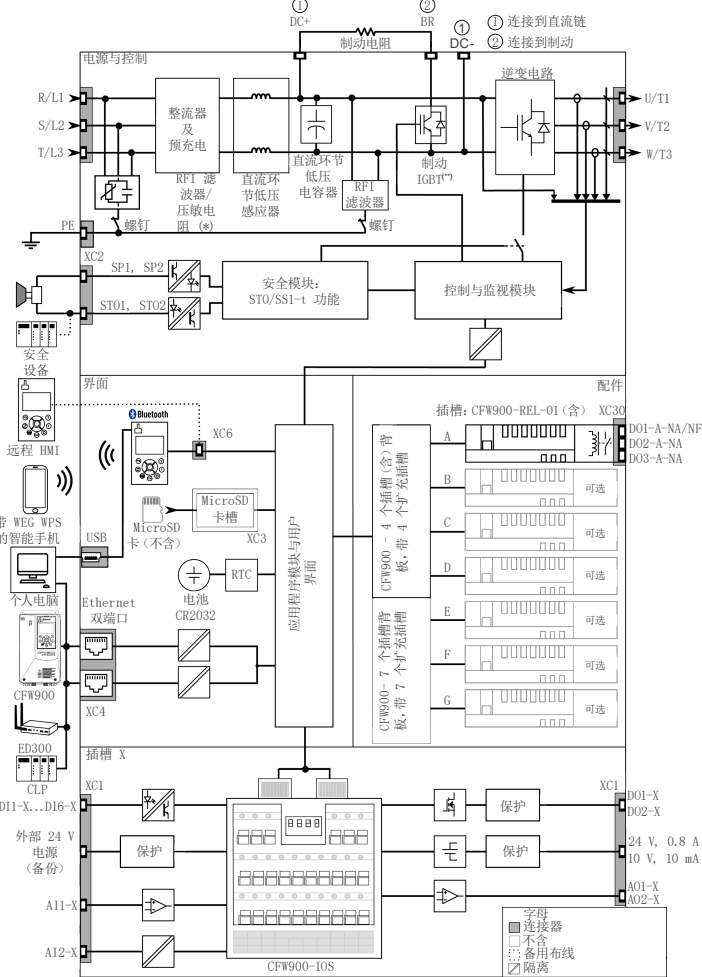 ①
DC+
②
BR
①
DC-
① 连接到直流链
② 连接到制动
制动电阻
电源与控制
逆变电路
R/L1
S/L2
T/L3
整流器
及
预充电
RFI 滤
波器/
压敏电
阻 (*)
直流环
节低压
感应器
直流环节
低压
电容器
RFI
滤波器
制动
IGBT(**)
U/T1
V/T2
W/T3
PE
螺钉
螺钉
XC2
SP1, SP2
STO1, STO2
安全模块:
STO/SS1-t 功能
控制与监视模块
安全
设备
界面
配件
Bluetooth
XC6
远程 HMI
插槽: CFW900-REL-01(含)
XC30
DO1-A-NA/NF
DO2-A-NA
DO3-A-NA
A
B
可选
C
可选
D
可选
E
可选
F
可选
G
可选
CFW900 - 4 个插槽(含)背
板,带 4 个扩充插槽
CFW900- 7 个插槽背
板,带 7 个扩充插槽
MicroSD
卡槽
XC3
MicroSD
卡(不含)
应用程序模块与用户
界面
带 WEG WPS
的智能手机
USB
个人电脑
RTC
电池
CR2032
Ethernet
双端口
CFW900
XC4
ED300
CLP
插槽 X
XC1
XC1
DI1-X...DI6-X
外部 24 V
电源
(备份)
保护
AI1-X
AI2-X
CFW900-IOS
保护
保护
DO1-X
DO2-X
24 V, 0.8 A
10 V, 10 mA
AO1-X
AO2-X
字母
连接器
不含
备用布线
隔离